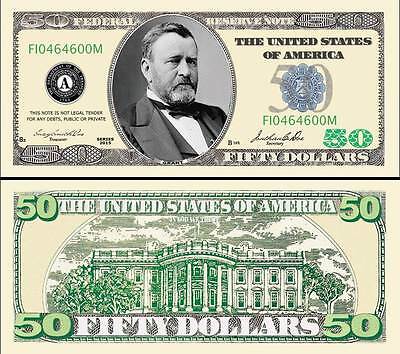 50 FEDERAL RESERVE NOTE 50
FI0464600M
THE UNITED STATES
OF AMERICA
50
A
THIS NOTE IS NOT LEGAL TENDER
FOR ANY DEBTS, PUBLIC OR PRIVATE
FI0464600M
Treasurer
SERIES
2015
GRANT
50
FIFTY DOLLARS
50 THE UNITED STATES OF AMERICA 50
IN GOD WE TRUST
50 FIFTY DOLLARS 50